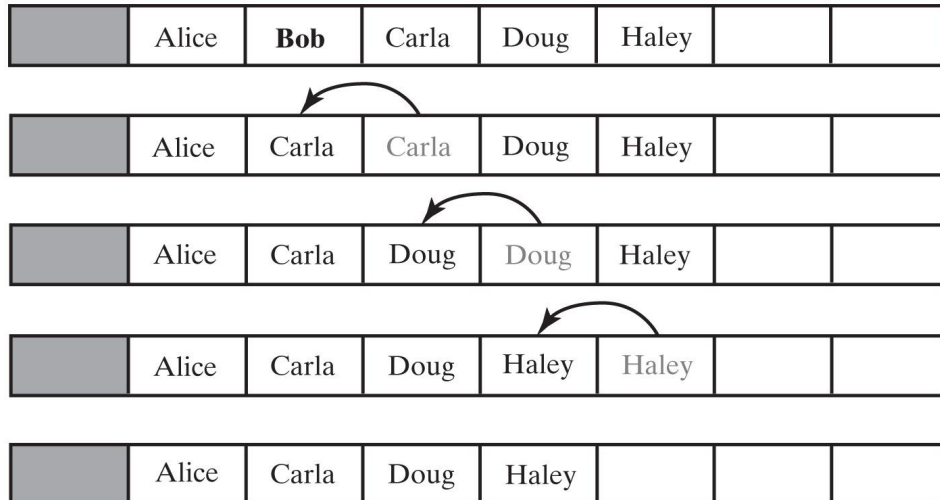 Alice Bob Carla Doug Haley
Alice Carla Carla Doug Haley
Alice Carla Doug Doug Haley
Alice Carla Doug Haley Haley
Alice Carla Doug Haley